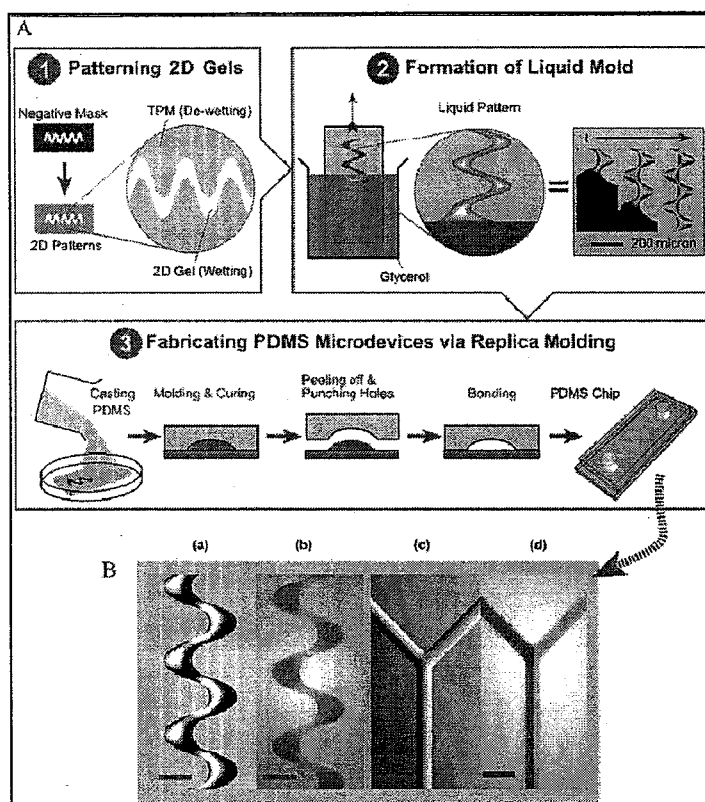 A
1 Patterning 2D Gels
Negative Mask
TPM (De-wetting)
2D Patterns
2D Gel (Wetting)
2 Formation of Liquid Mold
Liquid Pattern
Glycerol
=
t
200 micron
3 Fabricating PDMS Microdevices via Replica Molding
Casting
PDMS
Molding & Curing
Peeling off &
Punching Holes
Bonding
PDMS Chip
B
(a) (b) (c) (d)